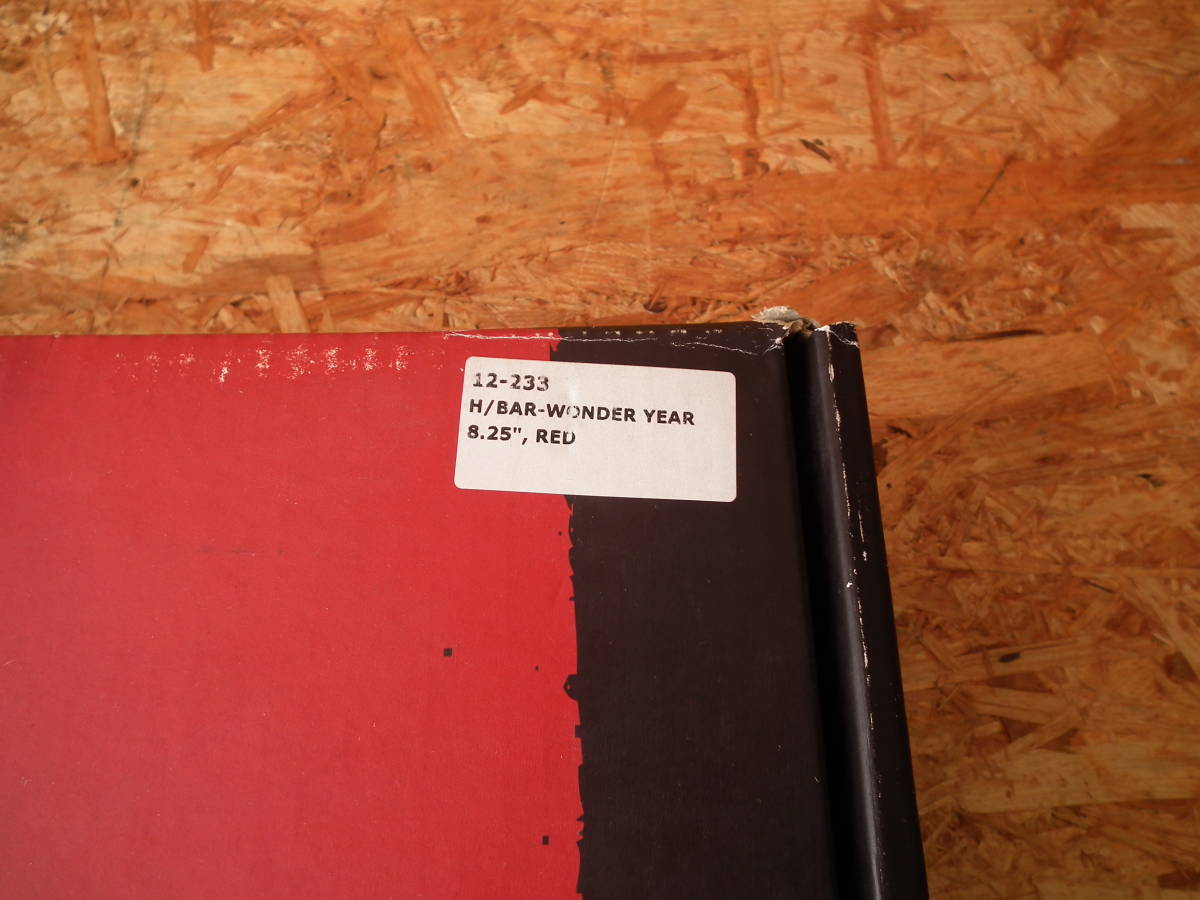 12-233
H/BAR-WONDER YEAR
8.25", RED